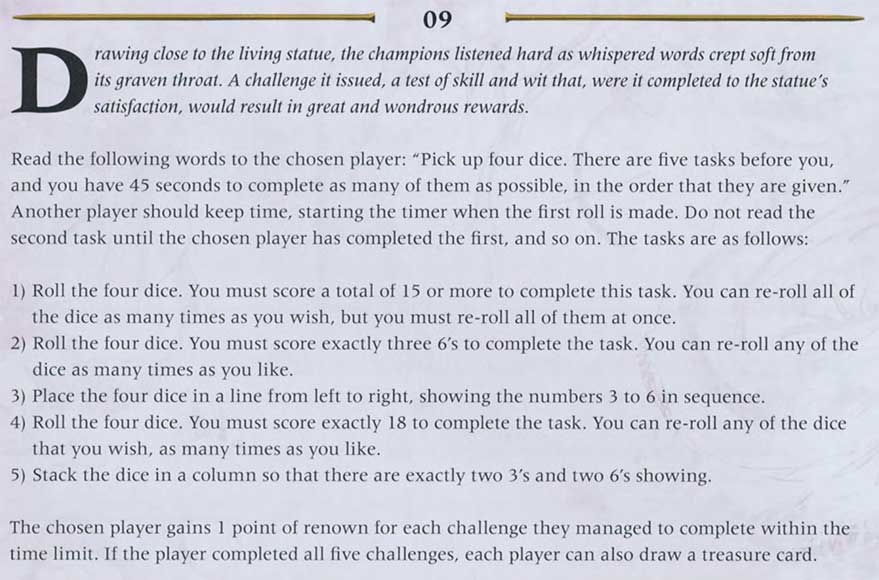 09
Drawing close to the living statue, the champions listened hard as whispered words crept soft from
its graven throat. A challenge it issued, a test of skill and wit that, were it completed to the statue's
satisfaction, would result in great and wondrous rewards.
Read the following words to the chosen player: “Pick up four dice. There are five tasks before you,
and you have 45 seconds to complete as many of them as possible, in the order that they are given.”
Another player should keep time, starting the timer when the first roll is made. Do not read the
second task until the chosen player has completed the first, and so on. The tasks are as follows:
1) Roll the four dice. You must score a total of 15 or more to complete this task. You can re-roll all of
the dice as many times as you wish, but you must re-roll all of them at once.
2) Roll the four dice. You must score exactly three 6's to complete the task. You can re-roll any of the
dice as many times as you like.
3) Place the four dice in a line from left to right, showing the numbers 3 to 6 in sequence.
4) Roll the four dice. You must score exactly 18 to complete the task. You can re-roll any of the dice
that you wish, as many times as you like.
5) Stack the dice in a column so that there are exactly two 3's and two 6's showing.
The chosen player gains 1 point of renown for each challenge they managed to complete within the
time limit. If the player completed all five challenges, each player can also draw a treasure card.